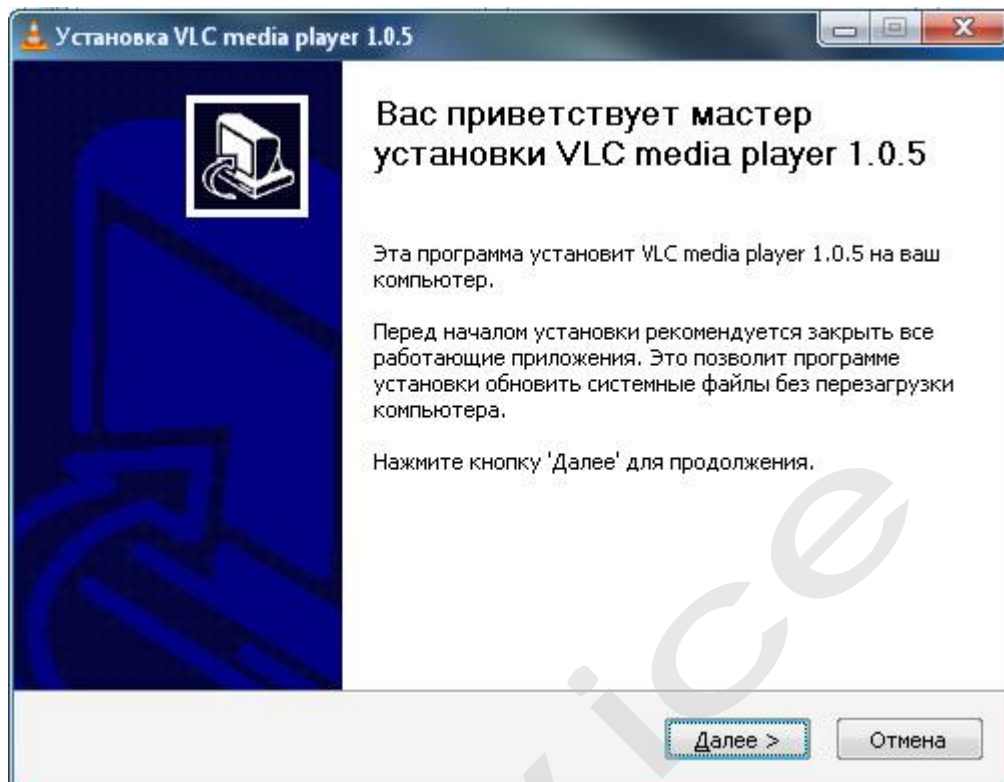 Установка VLC media player 1.0.5
Вас приветствует мастер
установки VLC media player 1.0.5
Эта программа установит VLC media player 1.0.5 на ваш
компьютер.
Перед началом установки рекомендуется закрыть все
работающие приложения. Это позволит программе
установки обновить системные файлы без перезагрузки
компьютера.
Нажмите кнопку 'Далее' для продолжения.
ice
Далее >
Отмена